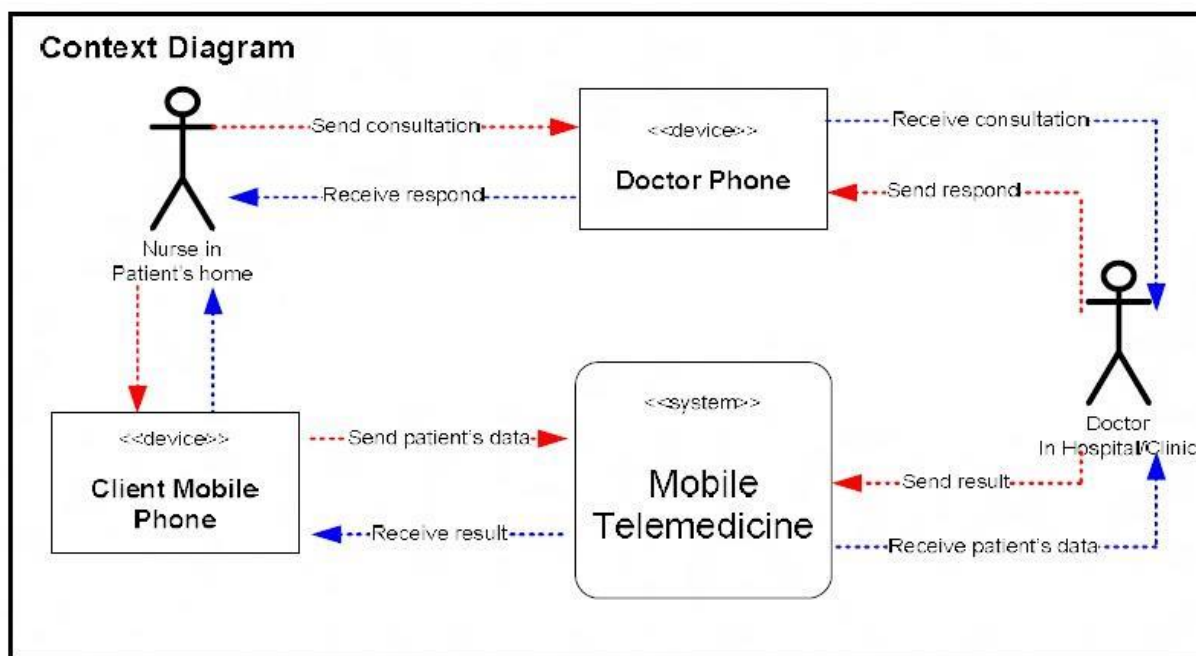 Context Diagram
Send consultation
<<device>>
Receive consultation
Doctor Phone
Receive respond
Send respond
Nurse in
Patient's home
<<system>>
<<device>>
Send patient's data
Doctor
In Hospital/Clinic
Client Mobile
Phone
Mobile
Telemedicine
Send result
Receive result
Receive patient's data